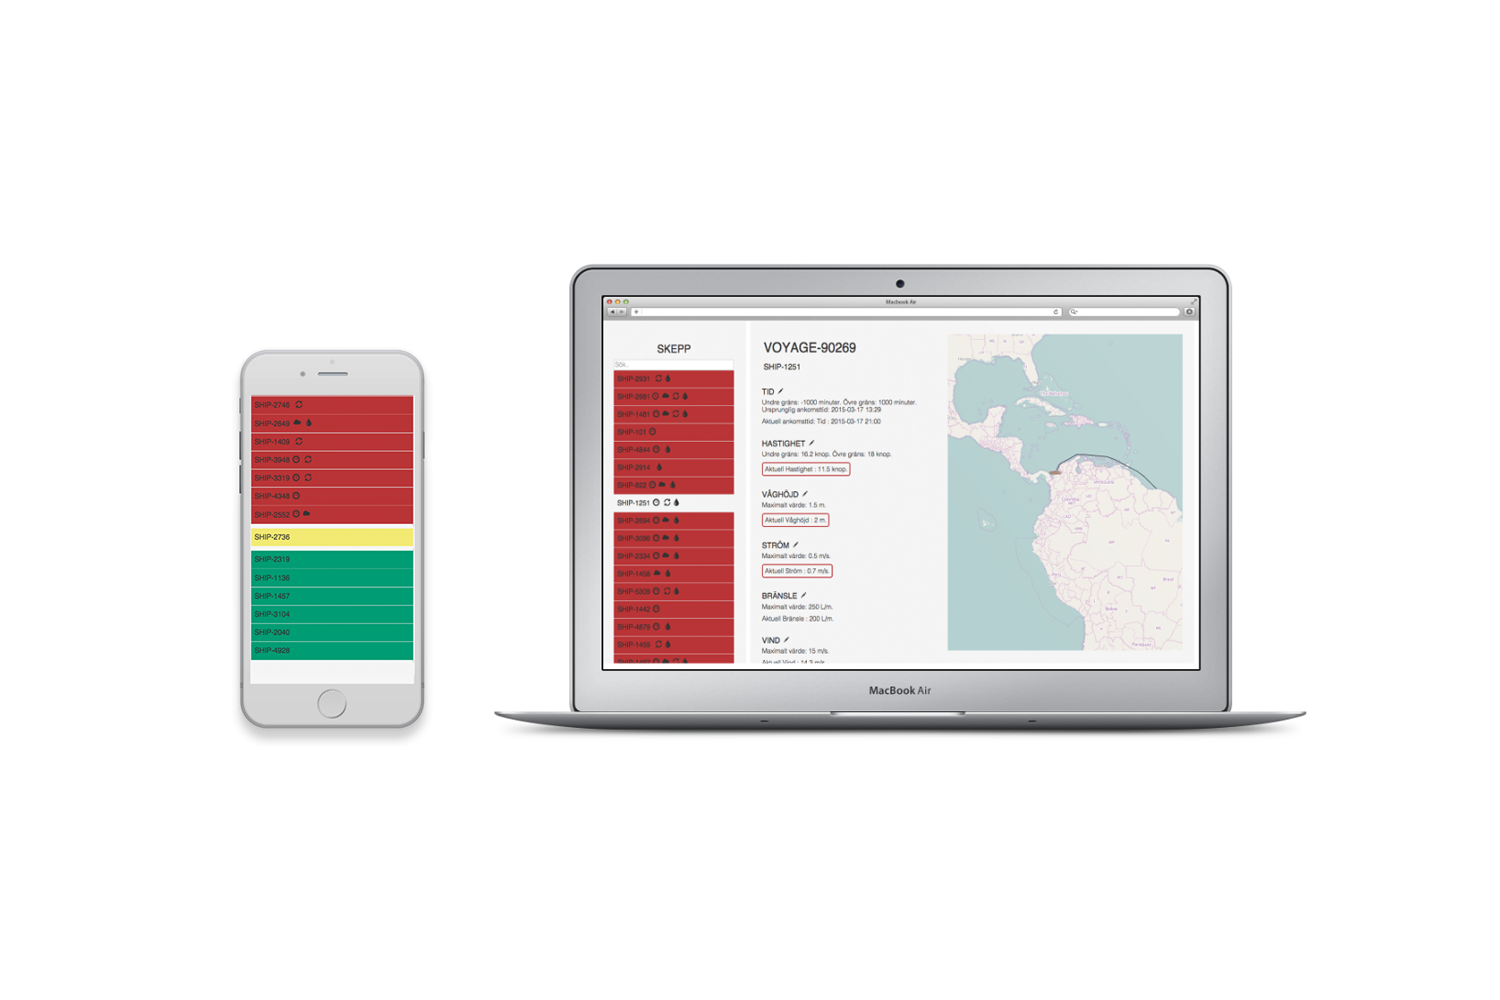 SHIP-2746
SHIP-2649
SHIP-1409
SHIP-3948
SHIP-3319
SHIP-4348
SHIP-2552
SHIP-2736
SHIP-2319
SHIP-1136
SHIP-1457
SHIP-3104
SHIP-2040
SHIP-4928
Macbook Air
SKEPP
Sök..
SHIP-2931
SHIP-2681
SHIP-1481
SHIP-101
SHIP-4844
SHIP-2914
SHIP-822
SHIP-1251
SHIP-2694
SHIP-3096
SHIP-2334
SHIP-1458
SHIP-5209
SHIP-1442
SHIP-4879
SHIP-1409
VOYAGE-90269
SHIP-1251
TID
Undre gräns: -1000 minuter. Övre gräns: 1000 minuter.
Ursprunglig ankomsttid: 2015-03-17 13:29
Aktuell ankomsttid: Tid : 2015-03-17 21:00
HASTIGHET
Undre gräns: 16.2 knop. Övre gräns: 18 knop.
Aktuell Hastighet : 11.5 knop.
VÅGHÖJD
Maximalt värde: 1.5 m.
Aktuell Våghöjd : 2 m.
STRÖM
Maximalt värde: 0.5 m/s.
Aktuell Ström : 0.7 m/s.
BRÄNSLE
Maximalt värde: 250 L/m.
Aktuell Bränsle : 200 L/m.
VIND
Maximalt värde: 15 m/s.
Aktuell Vind : 14.3 m/s.
Brasil
MacBook Air